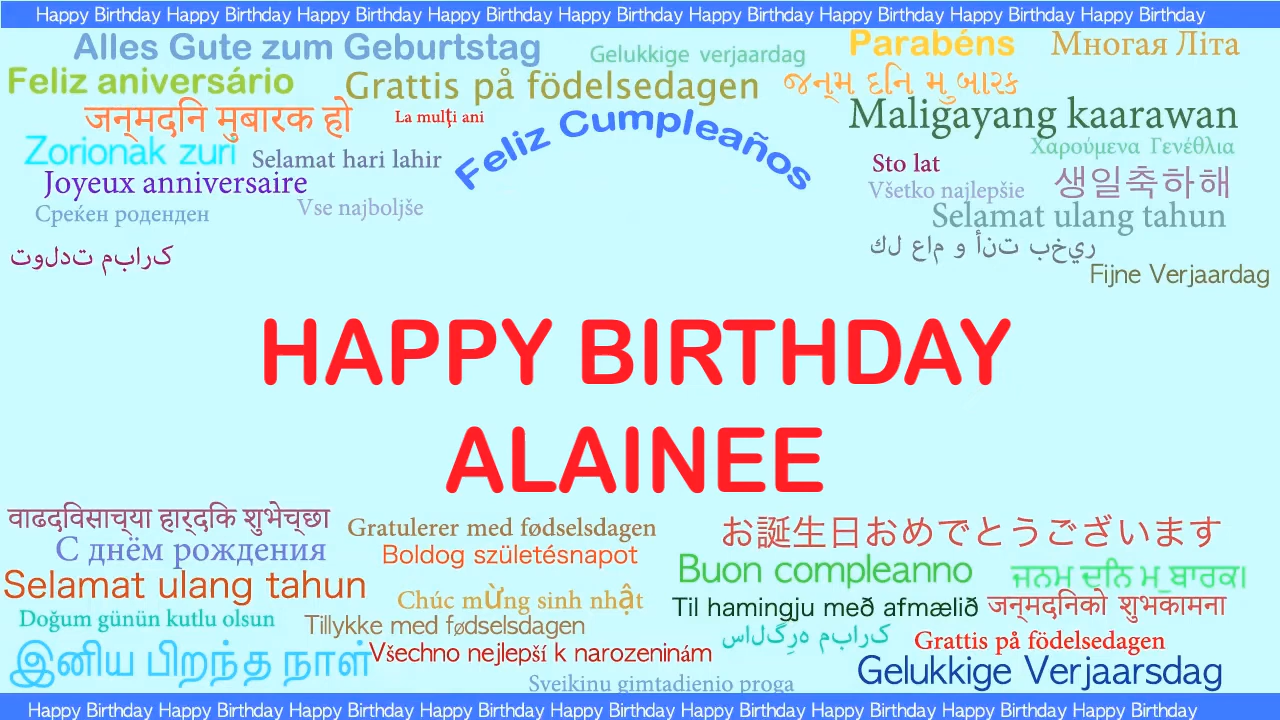 Happy Birthday Happy Birthday Happy Birthday Happy Birthday Happy Birthday Happy Birthday Happy Birthday Happy Birthday Happy Birthday
Alles Gute zum Geburtstag
Gelukkige verjaardag
Parabéns
Многая Літа
Feliz aniversário
Grattis på födelsedagen
જન્મ દિન મુબારક
जन्मदिन मुबारक हो
La mulţi ani
Feliz Cumpleaños
Maligayang kaarawan
Zorionak zuri
Selamat hari lahir
Χαρούμενα Γενέθλια
Sto lat
Joyeux anniversaire
Všetko najlepšie
생일축하해
Среќен роденден
Vse najboljše
Selamat ulang tahun
تولدت مبارک
كل عام و أنت بخير
Fijne Verjaardag
HAPPY BIRTHDAY
ALAINEE
वाढदिवसाच्या हार्दिक शुभेच्छा
Gratulerer med fødselsdagen
お誕生日おめでとうございます
С днём рождения
Boldog születésnapot
Buon compleanno
ਜਨਮ ਦਿਨ ਮੁਬਾਰਕ।
Selamat ulang tahun
Chúc mừng sinh nhật
Til hamingju með afmælið
जन्मदिनको शुभकामना
Doğum günün kutlu olsun
Tillykke med fødselsdagen
سالگرہ مبارک
Grattis på födelsedagen
இனிய பிறந்த நாள்
Všechno nejlepší k narozeninám
Gelukkige Verjaarsdag
Sveikinu gimtadienio proga
Happy Birthday Happy Birthday Happy Birthday Happy Birthday Happy Birthday Happy Birthday Happy Birthday Happy Birthday Happy Birthday